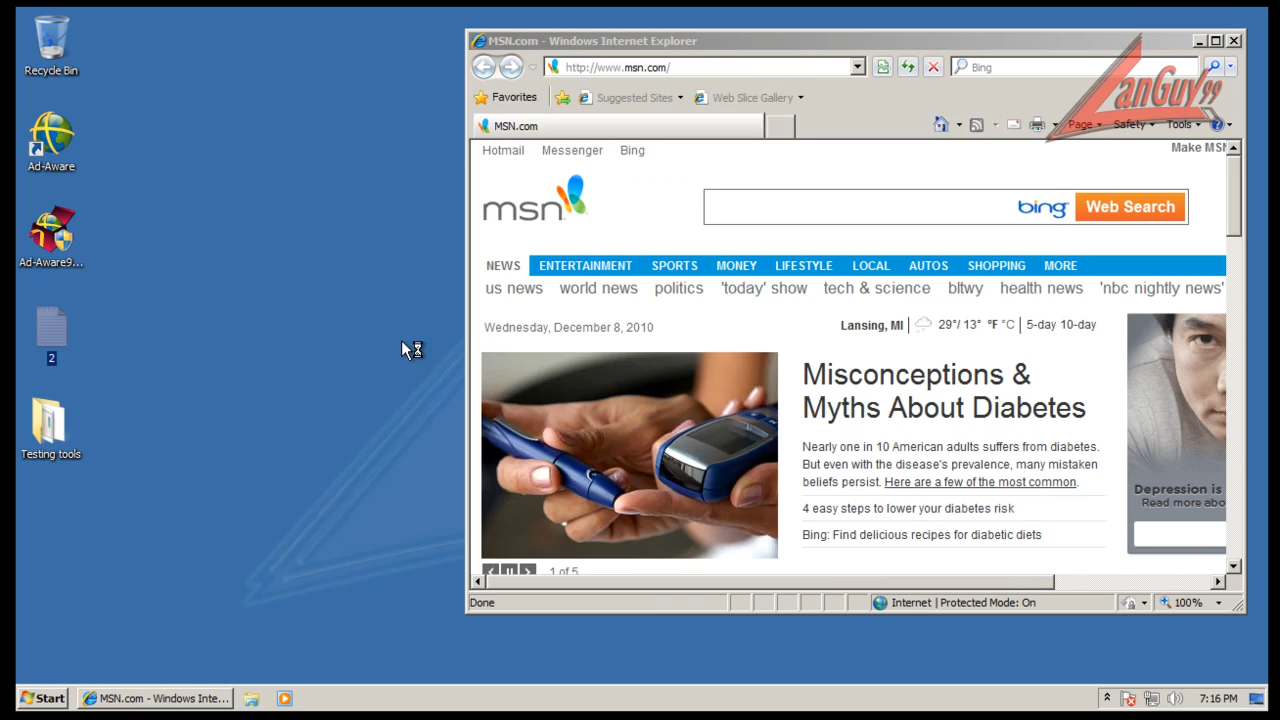 Recycle Bin
Ad-Aware
Ad-Aware9...
2
Testing tools
MSN.com - Windows Internet Explorer
http://www.msn.com/
Bing
LanGuy99
Favorites
Suggested Sites
Web Slice Gallery
MSN.com
Page
Safety
Tools
Hotmail Messenger Bing
Make MSN
msn
bing
Web Search
NEWS ENTERTAINMENT SPORTS MONEY LIFESTYLE LOCAL AUTOS SHOPPING MORE
us news world news politics 'today' show tech & science bltwy health news 'nbc nightly news'
Wednesday, December 8, 2010
Lansing, MI | 29°/ 13° °F °C | 5-day 10-day
Misconceptions &
Myths About Diabetes
Nearly one in 10 American adults suffers from diabetes.
But even with the disease's prevalence, many mistaken
beliefs persist. Here are a few of the most common.
4 easy steps to lower your diabetes risk
Bing: Find delicious recipes for diabetic diets
Depression is
Read more abo
1 of 5
Done
Internet | Protected Mode: On
100%
Start
MSN.com - Windows Inte...
7:16 PM